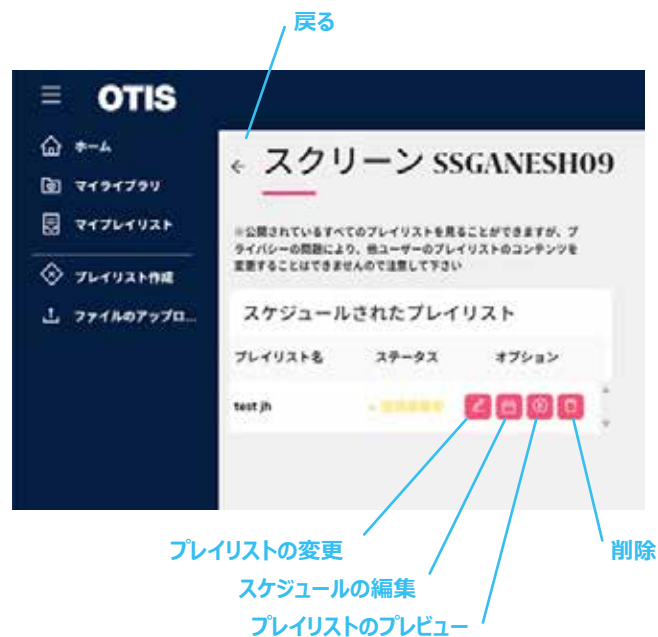 戻る
OTIS
ホーム
マイライブラリ
マイプレイリスト
プレイリスト作成
ファイルのアップロ...
スクリーン SSGANESH09
※公開されているすべてのプレイリストを見ることができますが、プ
ライバシーの問題により、他ユーザーのプレイリストのコンテンツを
変更することはできませんので注意して下さい
スケジュールされたプレイリスト
プレイリスト名 ステータス オプション
test jh
プレイリストの変更
削除
スケジュールの編集
プレイリストのプレビュー